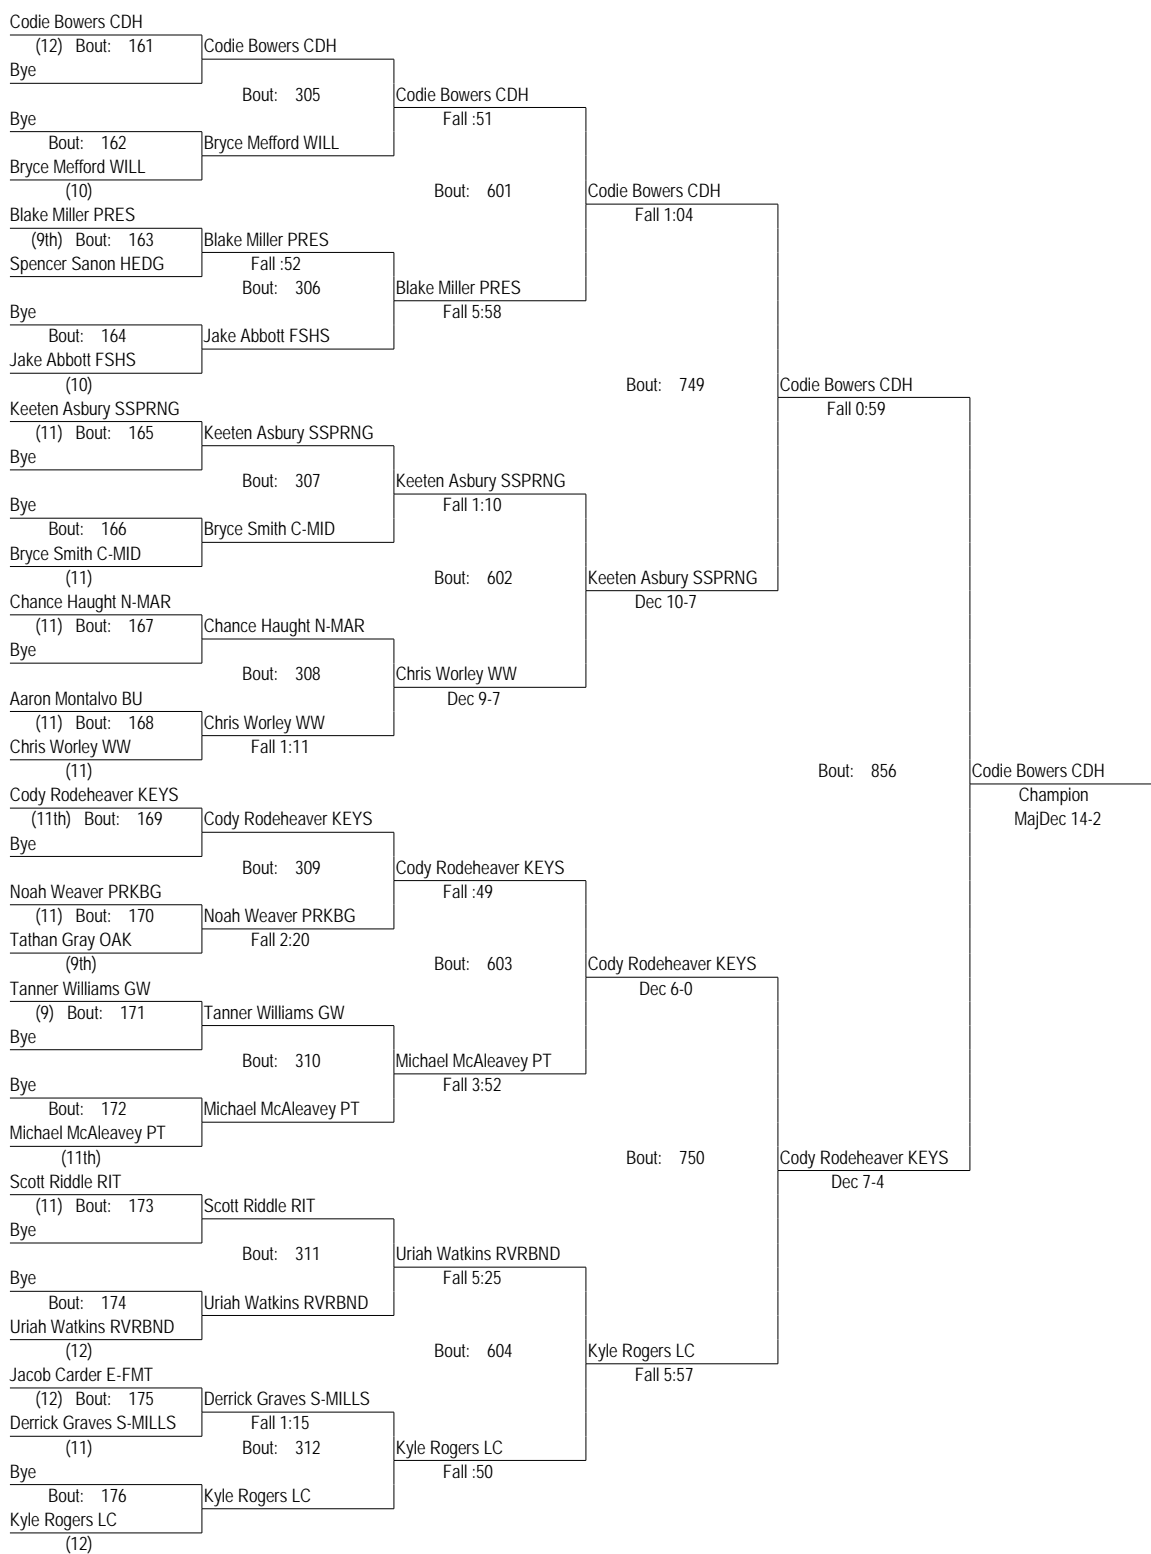 Codie Bowers CDH
(12) Bout: 161 Codie Bowers CDH
Bye
Bout: 305 Codie Bowers CDH
Bye Fall :51
Bout: 162 Bryce Mefford WILL
Bryce Mefford WILL
(10) Bout: 601 Codie Bowers CDH
Blake Miller PRES Fall 1:04
(9th) Bout: 163 Blake Miller PRES
Spencer Sanon HEDG Fall :52
Bout: 306 Blake Miller PRES
Bye Fall 5:58
Bout: 164 Jake Abbott FSHS
Jake Abbott FSHS
(10) Bout: 749 Codie Bowers CDH
Keeten Asbury SSPRNG Fall 0:59
(11) Bout: 165 Keeten Asbury SSPRNG
Bye
Bout: 307 Keeten Asbury SSPRNG
Bye Fall 1:10
Bout: 166 Bryce Smith C-MID
Bryce Smith C-MID
(11) Bout: 602 Keeten Asbury SSPRNG
Chance Haught N-MAR Dec 10-7
(11) Bout: 167 Chance Haught N-MAR
Bye
Bout: 308 Chris Worley WW
Aaron Montalvo BU Dec 9-7
(11) Bout: 168 Chris Worley WW
Chris Worley WW Fall 1:11
(11) Bout: 856 Codie Bowers CDH
Cody Rodeheaver KEYS Champion
(11th) Bout: 169 Cody Rodeheaver KEYS MajDec 14-2
Bye
Bout: 309 Cody Rodeheaver KEYS
Noah Weaver PRKBG Fall :49
(11) Bout: 170 Noah Weaver PRKBG
Tathan Gray OAK Fall 2:20
(9th) Bout: 603 Cody Rodeheaver KEYS
Tanner Williams GW Dec 6-0
(9) Bout: 171 Tanner Williams GW
Bye
Bout: 310 Michael McAleavey PT
Bye Fall 3:52
Bout: 172 Michael McAleavey PT
Michael McAleavey PT
(11th) Bout: 750 Cody Rodeheaver KEYS
Scott Riddle RIT Dec 7-4
(11) Bout: 173 Scott Riddle RIT
Bye
Bout: 311 Uriah Watkins RVRBND
Bye Fall 5:25
Bout: 174 Uriah Watkins RVRBND
Uriah Watkins RVRBND
(12) Bout: 604 Kyle Rogers LC
Jacob Carder E-FMT Fall 5:57
(12) Bout: 175 Derrick Graves S-MILLS
Derrick Graves S-MILLS Fall 1:15
(11) Bout: 312 Kyle Rogers LC
Bye Fall :50
Bout: 176 Kyle Rogers LC
Kyle Rogers LC
(12)